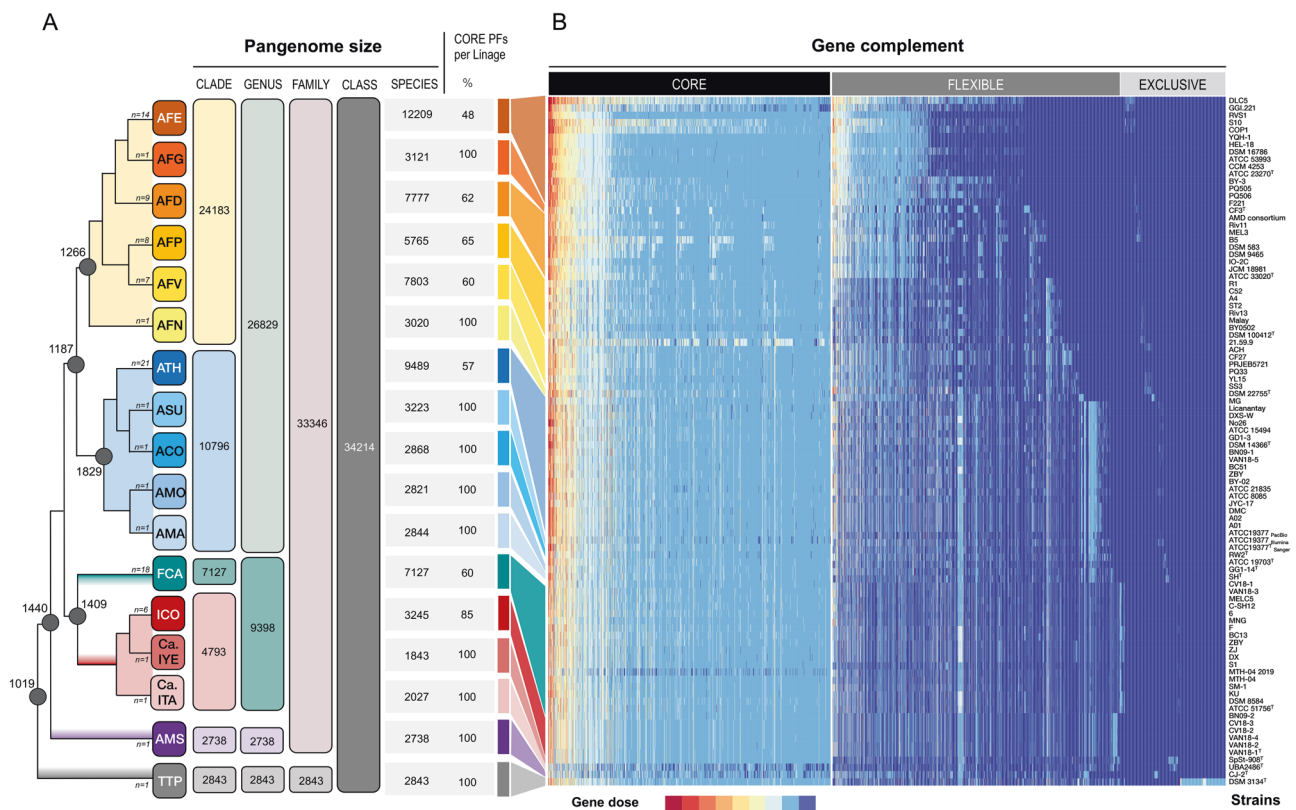 A
B
Pangenome size
CORE PFs
per Linage
Gene complement
CLADE GENUS FAMILY CLASS SPECIES %
CORE FLEXIBLE EXCLUSIVE
n=14 AFE 12209 48
n=1 AFG 3121 100
n=9 AFD 7777 62
24183
n=8 AFP 5765 65
1266
n=7 AFV 7803 60
n=1 AFN 3020 100
26829
1187
n=21 ATH 9489 57
n=1 ASU 3223 100
33346
10796
34214
n=1 ACO 2868 100
1829
n=1 AMO 2821 100
n=1 AMA 2844 100
n=18 FCA 7127 7127 60
1440
1409
n=6 ICO 3245 85
9398
4793
n=1 Ca. IYE 1843 100
1019
n=1 Ca. ITA 2027 100
n=1 AMS 2738 2738 2738 100
n=1 TTP 2843 2843 2843 2843 100
DLC5
GGI.221
RVS1
S10
COP1
YQH-1
HEL-18
DSM 16786
ATCC 53993
CCM 4253
ATCC 23270T
BY-3
PQ505
PQ506
F221
CF3T
AMD consortium
Riv11
MEL3
B5
DSM 583
DSM 9465
IO-2C
JCM 18981
ATCC 33020T
R1
C52
A4
ST2
Riv13
Malay
BY0502
DSM 100412T
21.59.9
ACH
CF27
PRJEB5721
PQ33
YL15
SS3
DSM 22755T
MG
Licanantay
DXS-W
No26
ATCC 15494
GD1-3
DSM 14366T
BN09-1
VAN18-5
BC51
ZBY
BY-02
ATCC 21835
ATCC 8085
JYC-17
DMC
A02
A01
ATCC19377 PacBio
ATCC19377 Illumina
ATCC19377T Sanger
RW2T
ATCC 19703T
GG1-14T
SHT
CV18-1
VAN18-3
MELC5
C-SH12
6
MNG
F
BC13
ZBY
ZJ
DX
S1
MTH-04 2019
MTH-04
SM-1
KU
DSM 8584
ATCC 51756T
BN09-2
CV18-3
CV18-2
VAN18-4
VAN18-2
VAN18-1T
SpSt-908T
UBA2486T
CJ-2T
DSM 3134T
Gene dose
Strains